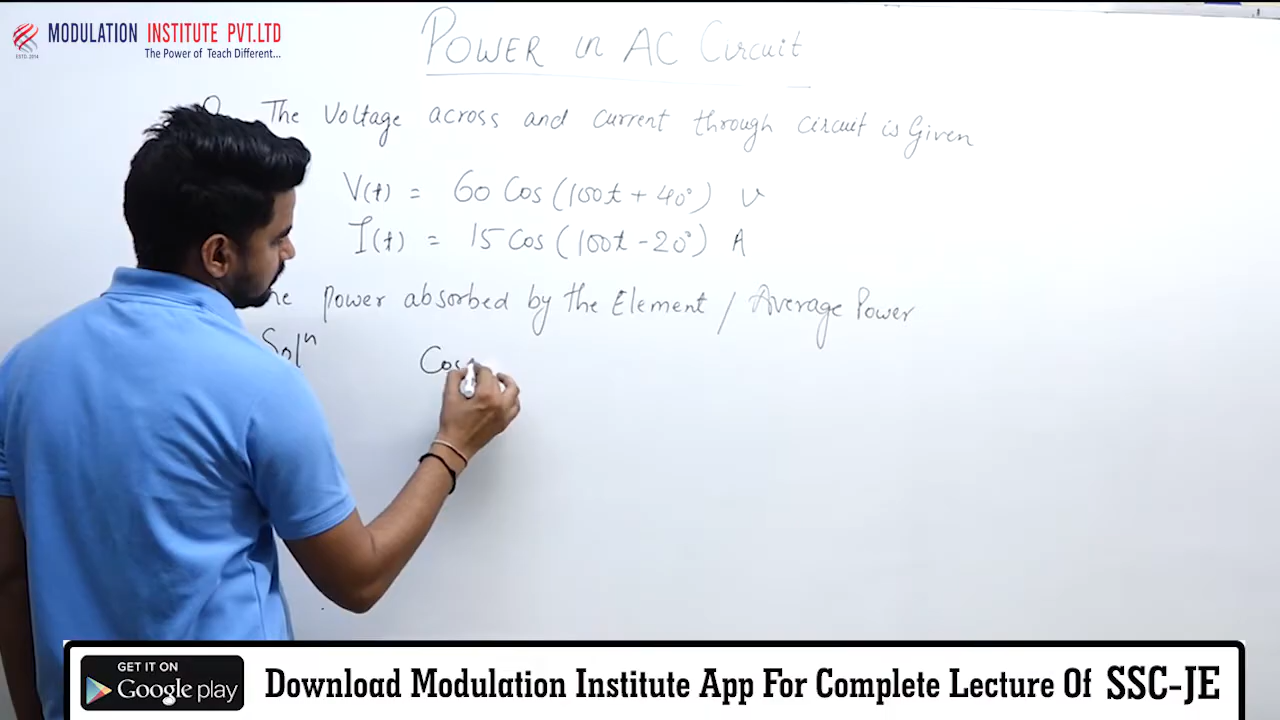 MODULATION INSTITUTE PVT.LTD
The Power of Teach Different...
ESTD.-2014
POWER in AC Circuit
The Voltage across and current through circuit is Given
V(t) = 60 Cos (100t + 40°) v
I(t) = 15 Cos (100t - 20°) A
Power absorbed by the Element / Average Power
Solⁿ Cos
GET IT ON
Google play
Download Modulation Institute App For Complete Lecture Of SSC-JE